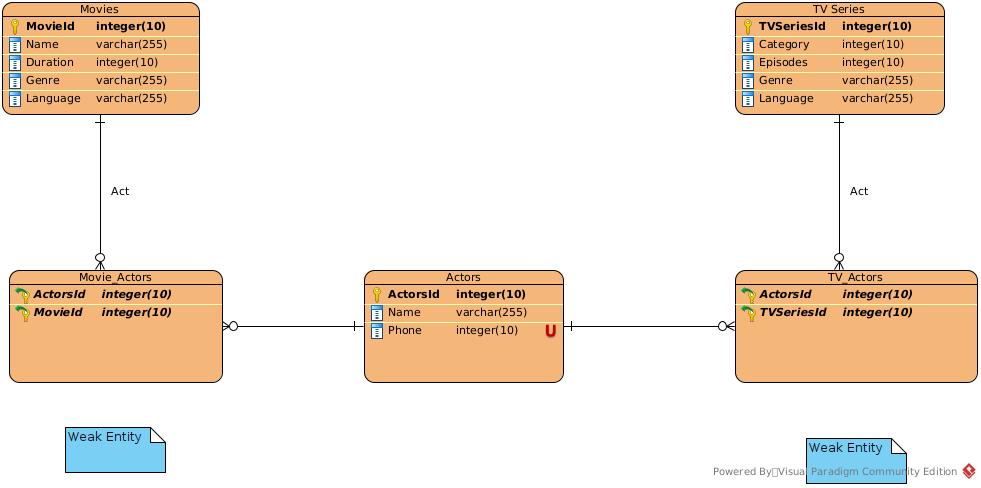 Movies
MovieId integer(10)
Name varchar(255)
Duration integer(10)
Genre varchar(255)
Language varchar(255)
TV Series
TVSeriesId integer(10)
Category integer(10)
Episodes integer(10)
Genre varchar(255)
Language varchar(255)
Act
Act
Movie_Actors
ActorsId integer(10)
MovieId integer(10)
Actors
ActorsId integer(10)
Name varchar(255)
Phone integer(10) U
TV_Actors
ActorsId integer(10)
TVSeriesId integer(10)
Weak Entity
Weak Entity
Powered By Visual Paradigm Community Edition